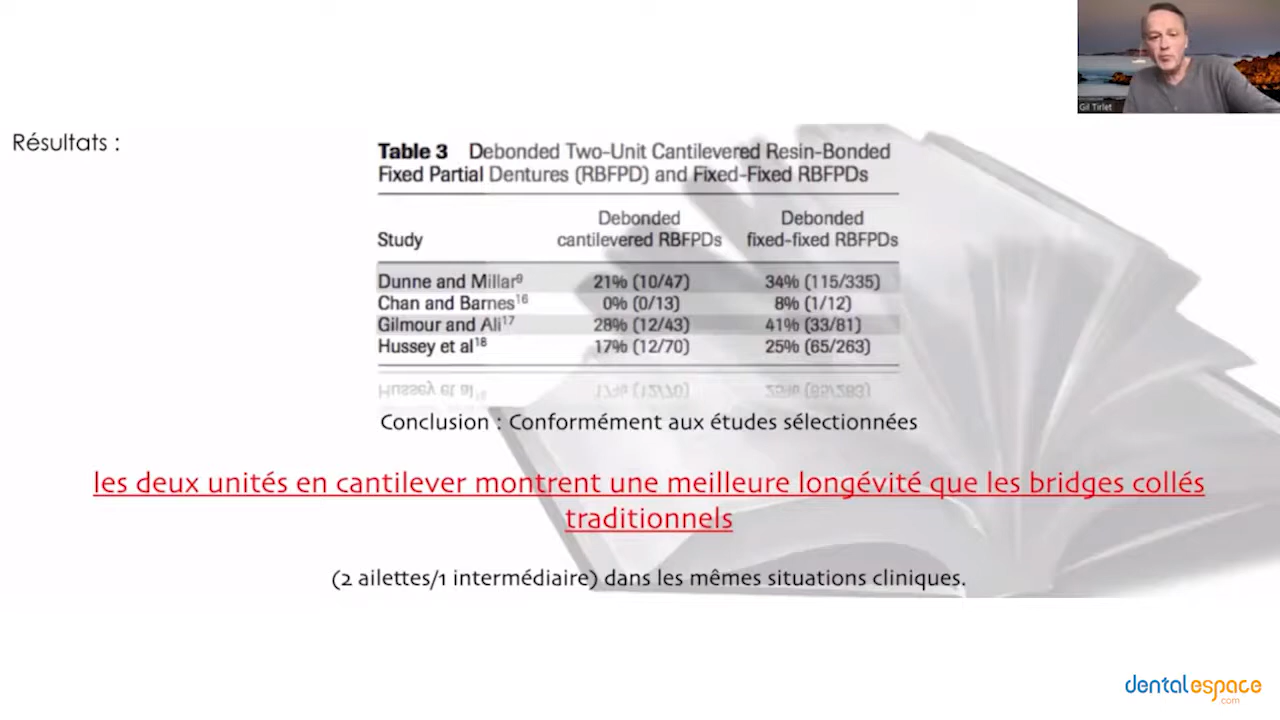 Gil Tirlet
Résultats :
Table 3 Debonded Two-Unit Cantilevered Resin-Bonded
Fixed Partial Dentures (RBFPD) and Fixed-Fixed RBFPDs
Debonded Debonded
Study cantilevered RBFPDs fixed-fixed RBFPDs
Dunne and Millar⁹ 21% (10/47) 34% (115/335)
Chan and Barnes¹⁶ 0% (0/13) 8% (1/12)
Gilmour and Ali¹⁷ 28% (12/43) 41% (33/81)
Hussey et al¹⁸ 17% (12/70) 25% (65/263)
Conclusion : Conformément aux études sélectionnées
les deux unités en cantilever montrent une meilleure longévité que les bridges collés
traditionnels
(2 ailettes/1 intermédiaire) dans les mêmes situations cliniques.
dentalespace
.com